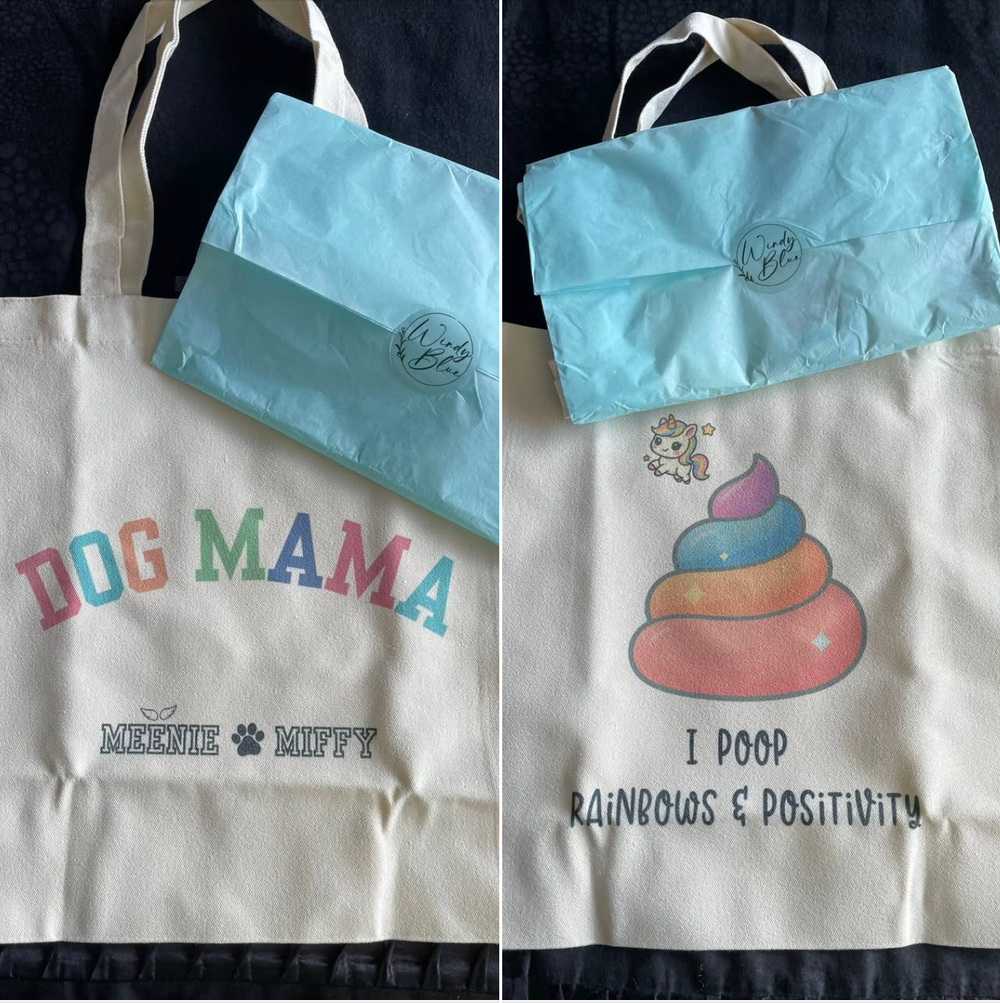 Windy
Blue
DOG MAMA
MEENIE MIFFY
Windy
Blue
I POOP
RAINBOWS & POSITIVITY